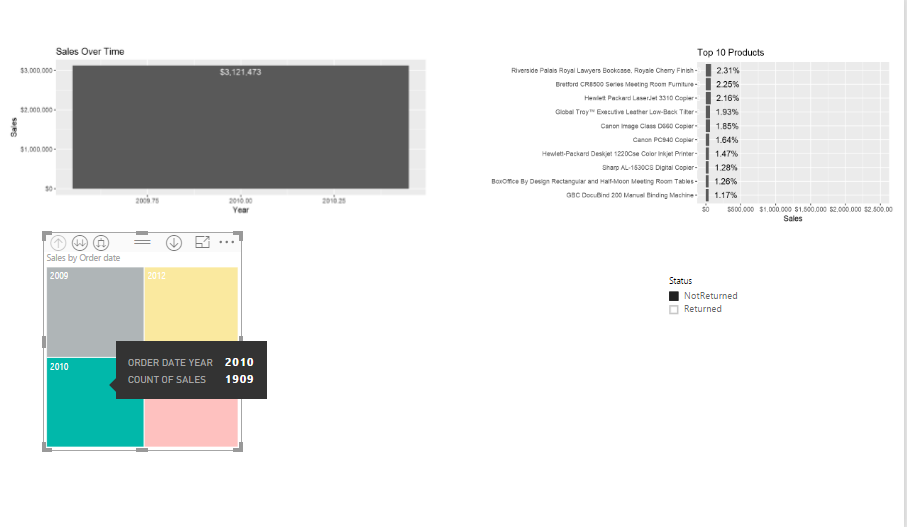 Sales Over Time
$3,121,473
$3,000,000
$2,000,000
$1,000,000
$0
Sales
2009.75 2010.00 2010.25
Year
Top 10 Products
Riverside Palais Royal Lawyers Bookcase, Royale Cherry Finish 2.31%
Bretford CR8500 Series Meeting Room Furniture 2.25%
Hewlett Packard LaserJet 3310 Copier 2.16%
Global Troy™ Executive Leather Low-Back Tilter 1.93%
Canon Image Class D660 Copier 1.85%
Canon PC940 Copier 1.64%
Hewlett-Packard Deskjet 1220Cse Color Inkjet Printer 1.47%
Sharp AL-1530CS Digital Copier 1.28%
BoxOffice By Design Rectangular and Half-Moon Meeting Room Tables 1.26%
GBC DocuBind 200 Manual Binding Machine 1.17%
$0 $500,000 $1,000,000 $1,500,000 $2,000,000 $2,500,00
Sales
Sales by Order date
2009 2012
2010
ORDER DATE YEAR 2010
COUNT OF SALES 1909
Status
NotReturned
Returned